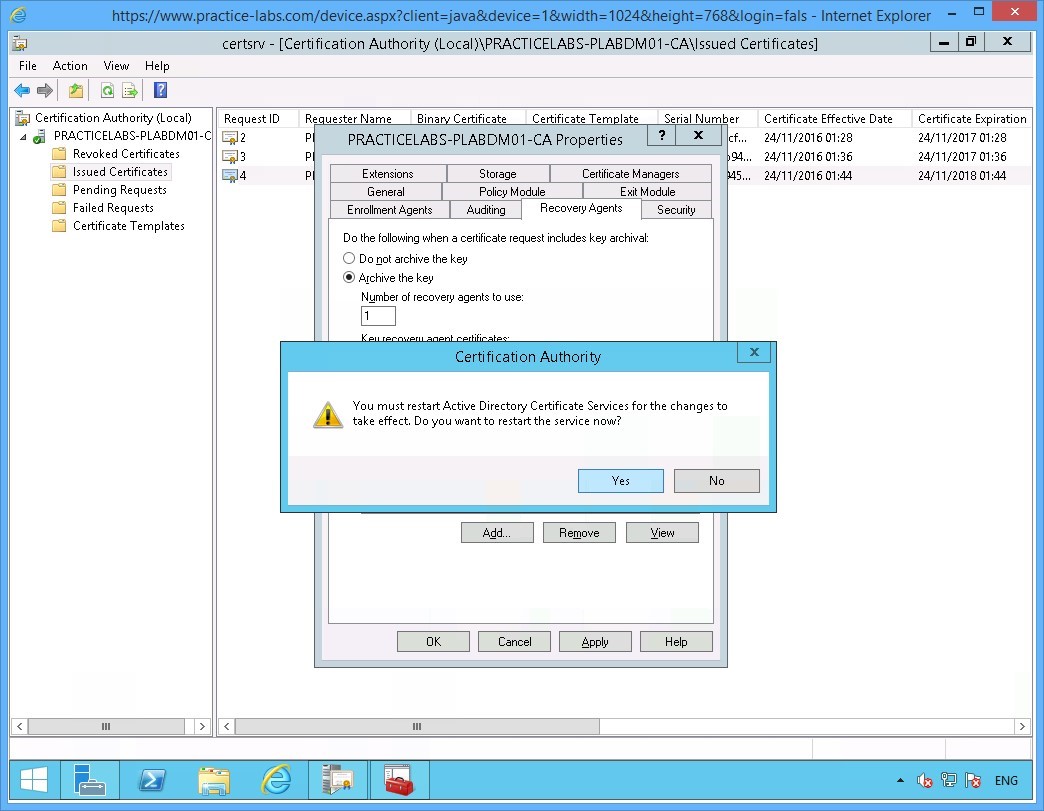 https://www.practice-labs.com/device.aspx?client=java&device=1&width=1024&height=768&login=fals - Internet Explorer
certsrv - [Certification Authority (Local)\PRACTICELABS-PLABDM01-CA\Issued Certificates]
File Action View Help
Certification Authority (Local)
PRACTICELABS-PLABDM01-C
Revoked Certificates
Issued Certificates
Pending Requests
Failed Requests
Certificate Templates
Request ID Requester Name Binary Certificate Certificate Template Serial Number Certificate Effective Date Certificate Expiration
2 24/11/2016 01:28 24/11/2017 01:28
3 24/11/2016 01:36 24/11/2017 01:36
4 24/11/2016 01:44 24/11/2018 01:44
PRACTICELABS-PLABDM01-CA Properties
Extensions Storage Certificate Managers
General Policy Module Exit Module
Enrollment Agents Auditing Recovery Agents Security
Do the following when a certificate request includes key archival:
Do not archive the key
Archive the key
Number of recovery agents to use:
1
Key recovery agent certificates:
Certification Authority
You must restart Active Directory Certificate Services for the changes to
take effect. Do you want to restart the service now?
Yes No
Add... Remove View
OK Cancel Apply Help
ENG